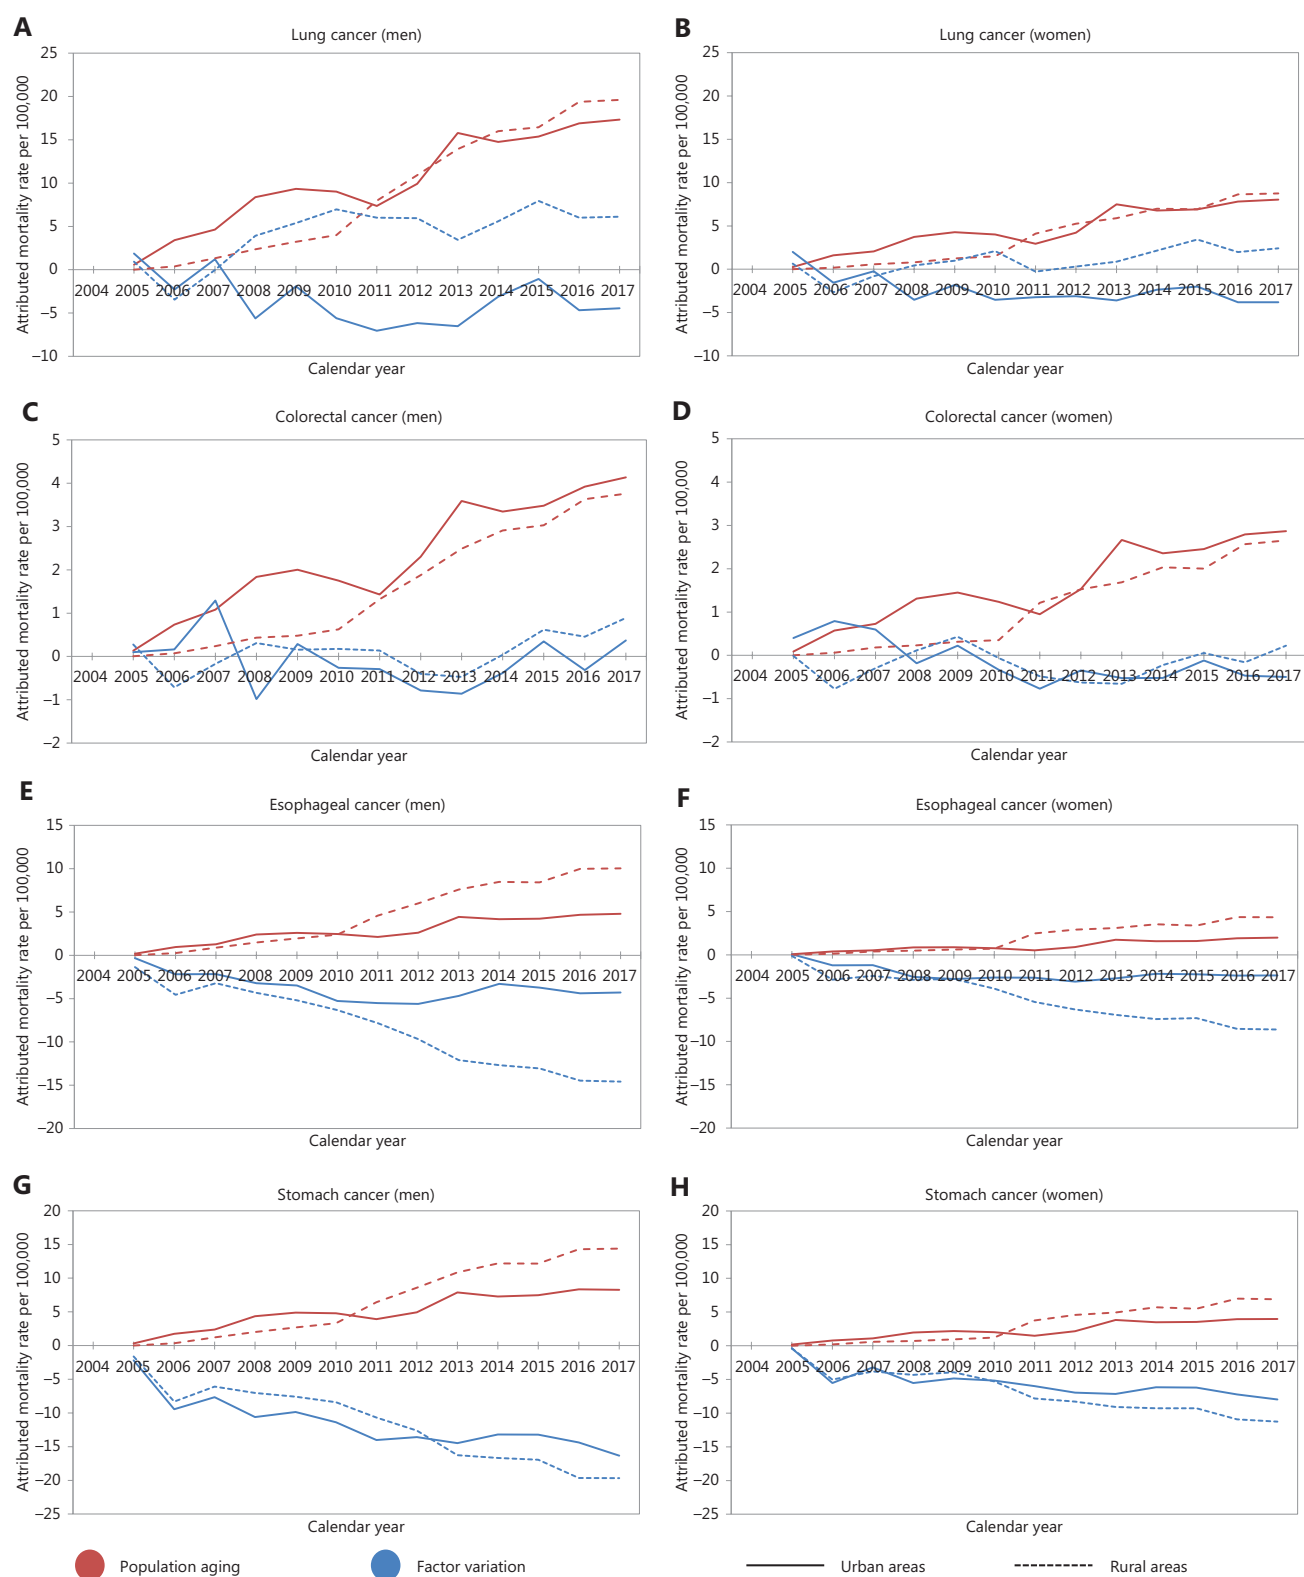 A
Lung cancer (men)
Attributed mortality rate per 100,000
25
20
15
10
5
0
–5
–10
2004 2005 2006 2007 2008 2009 2010 2011 2012 2013 2014 2015 2016 2017
Calendar year
B
Lung cancer (women)
Attributed mortality rate per 100,000
25
20
15
10
5
0
–5
–10
2004 2005 2006 2007 2008 2009 2010 2011 2012 2013 2014 2015 2016 2017
Calendar year
C
Colorectal cancer (men)
Attributed mortality rate per 100,000
5
4
3
2
1
0
–1
–2
2004 2005 2006 2007 2008 2009 2010 2011 2012 2013 2014 2015 2016 2017
Calendar year
D
Colorectal cancer (women)
Attributed mortality rate per 100,000
5
4
3
2
1
0
–1
–2
2004 2005 2006 2007 2008 2009 2010 2011 2012 2013 2014 2015 2016 2017
Calendar year
E
Esophageal cancer (men)
Attributed mortality rate per 100,000
15
10
5
0
–5
–10
–15
–20
2004 2005 2006 2007 2008 2009 2010 2011 2012 2013 2014 2015 2016 2017
Calendar year
F
Esophageal cancer (women)
Attributed mortality rate per 100,000
15
10
5
0
–5
–10
–15
–20
2004 2005 2006 2007 2008 2009 2010 2011 2012 2013 2014 2015 2016 2017
Calendar year
G
Stomach cancer (men)
Attributed mortality rate per 100,000
20
15
10
5
0
–5
–10
–15
–20
–25
2004 2005 2006 2007 2008 2009 2010 2011 2012 2013 2014 2015 2016 2017
Calendar year
H
Stomach cancer (women)
Attributed mortality rate per 100,000
20
15
10
5
0
–5
–10
–15
–20
–25
2004 2005 2006 2007 2008 2009 2010 2011 2012 2013 2014 2015 2016 2017
Calendar year
Population aging
Factor variation
Urban areas
Rural areas